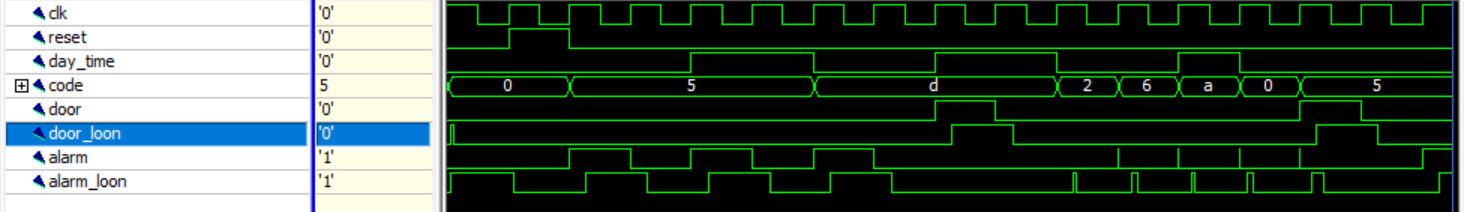 clk '0'
reset '0'
day_time '0'
code 5 0 5 d 2 6 a 0 5
door '0'
door_loon '0'
alarm '1'
alarm_loon '1'